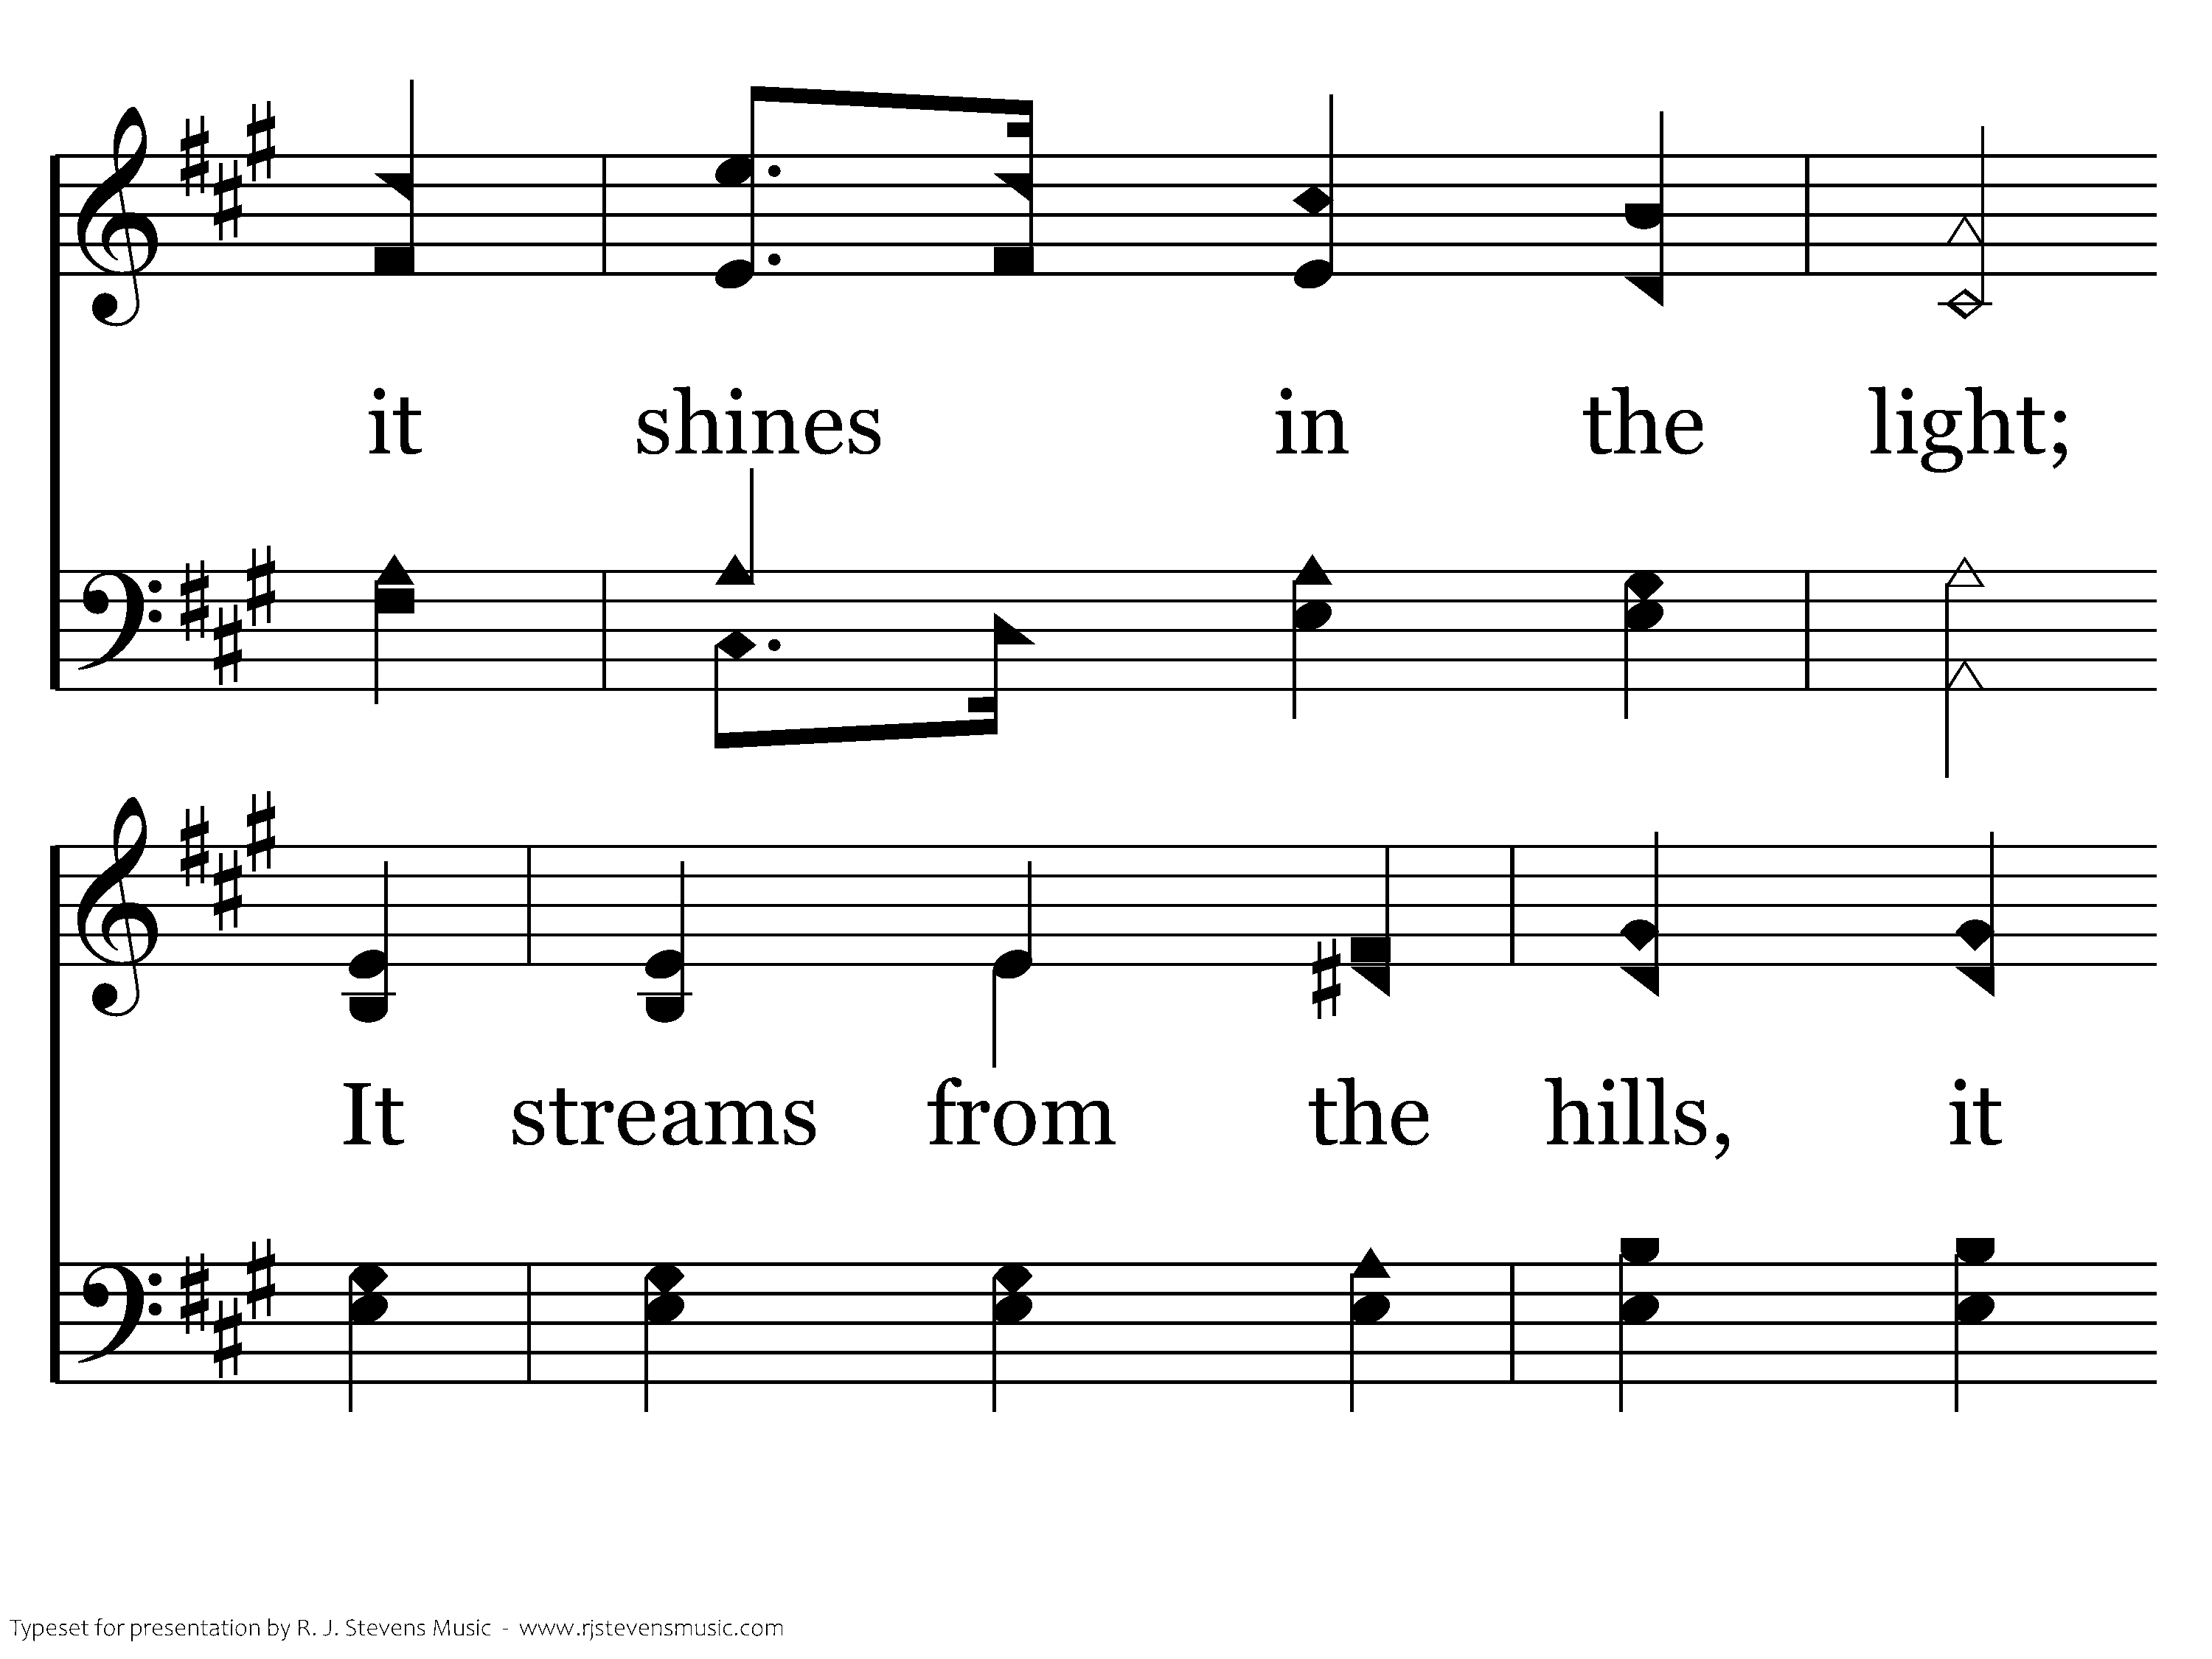 it shines in the light;
It streams from the hills, it
Typeset for presentation by R. J. Stevens Music - www.rjstevensmusic.com